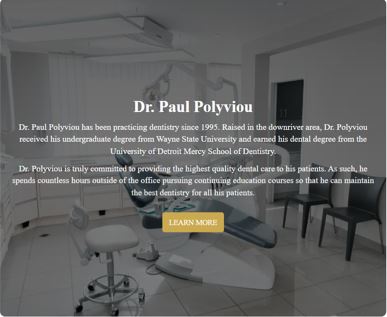 Dr. Paul Polyviou
Dr. Paul Polyviou has been practicing dentistry since 1995. Raised in the downriver area, Dr. Polyviou
received his undergraduate degree from Wayne State University and earned his dental degree from the
University of Detroit Mercy School of Dentistry.
Dr. Polyviou is truly committed to providing the highest quality dental care to his patients. As such, he
spends countless hours outside of the office pursuing continuing education courses so that he can maintain
the best dentistry for all his patients.
LEARN MORE